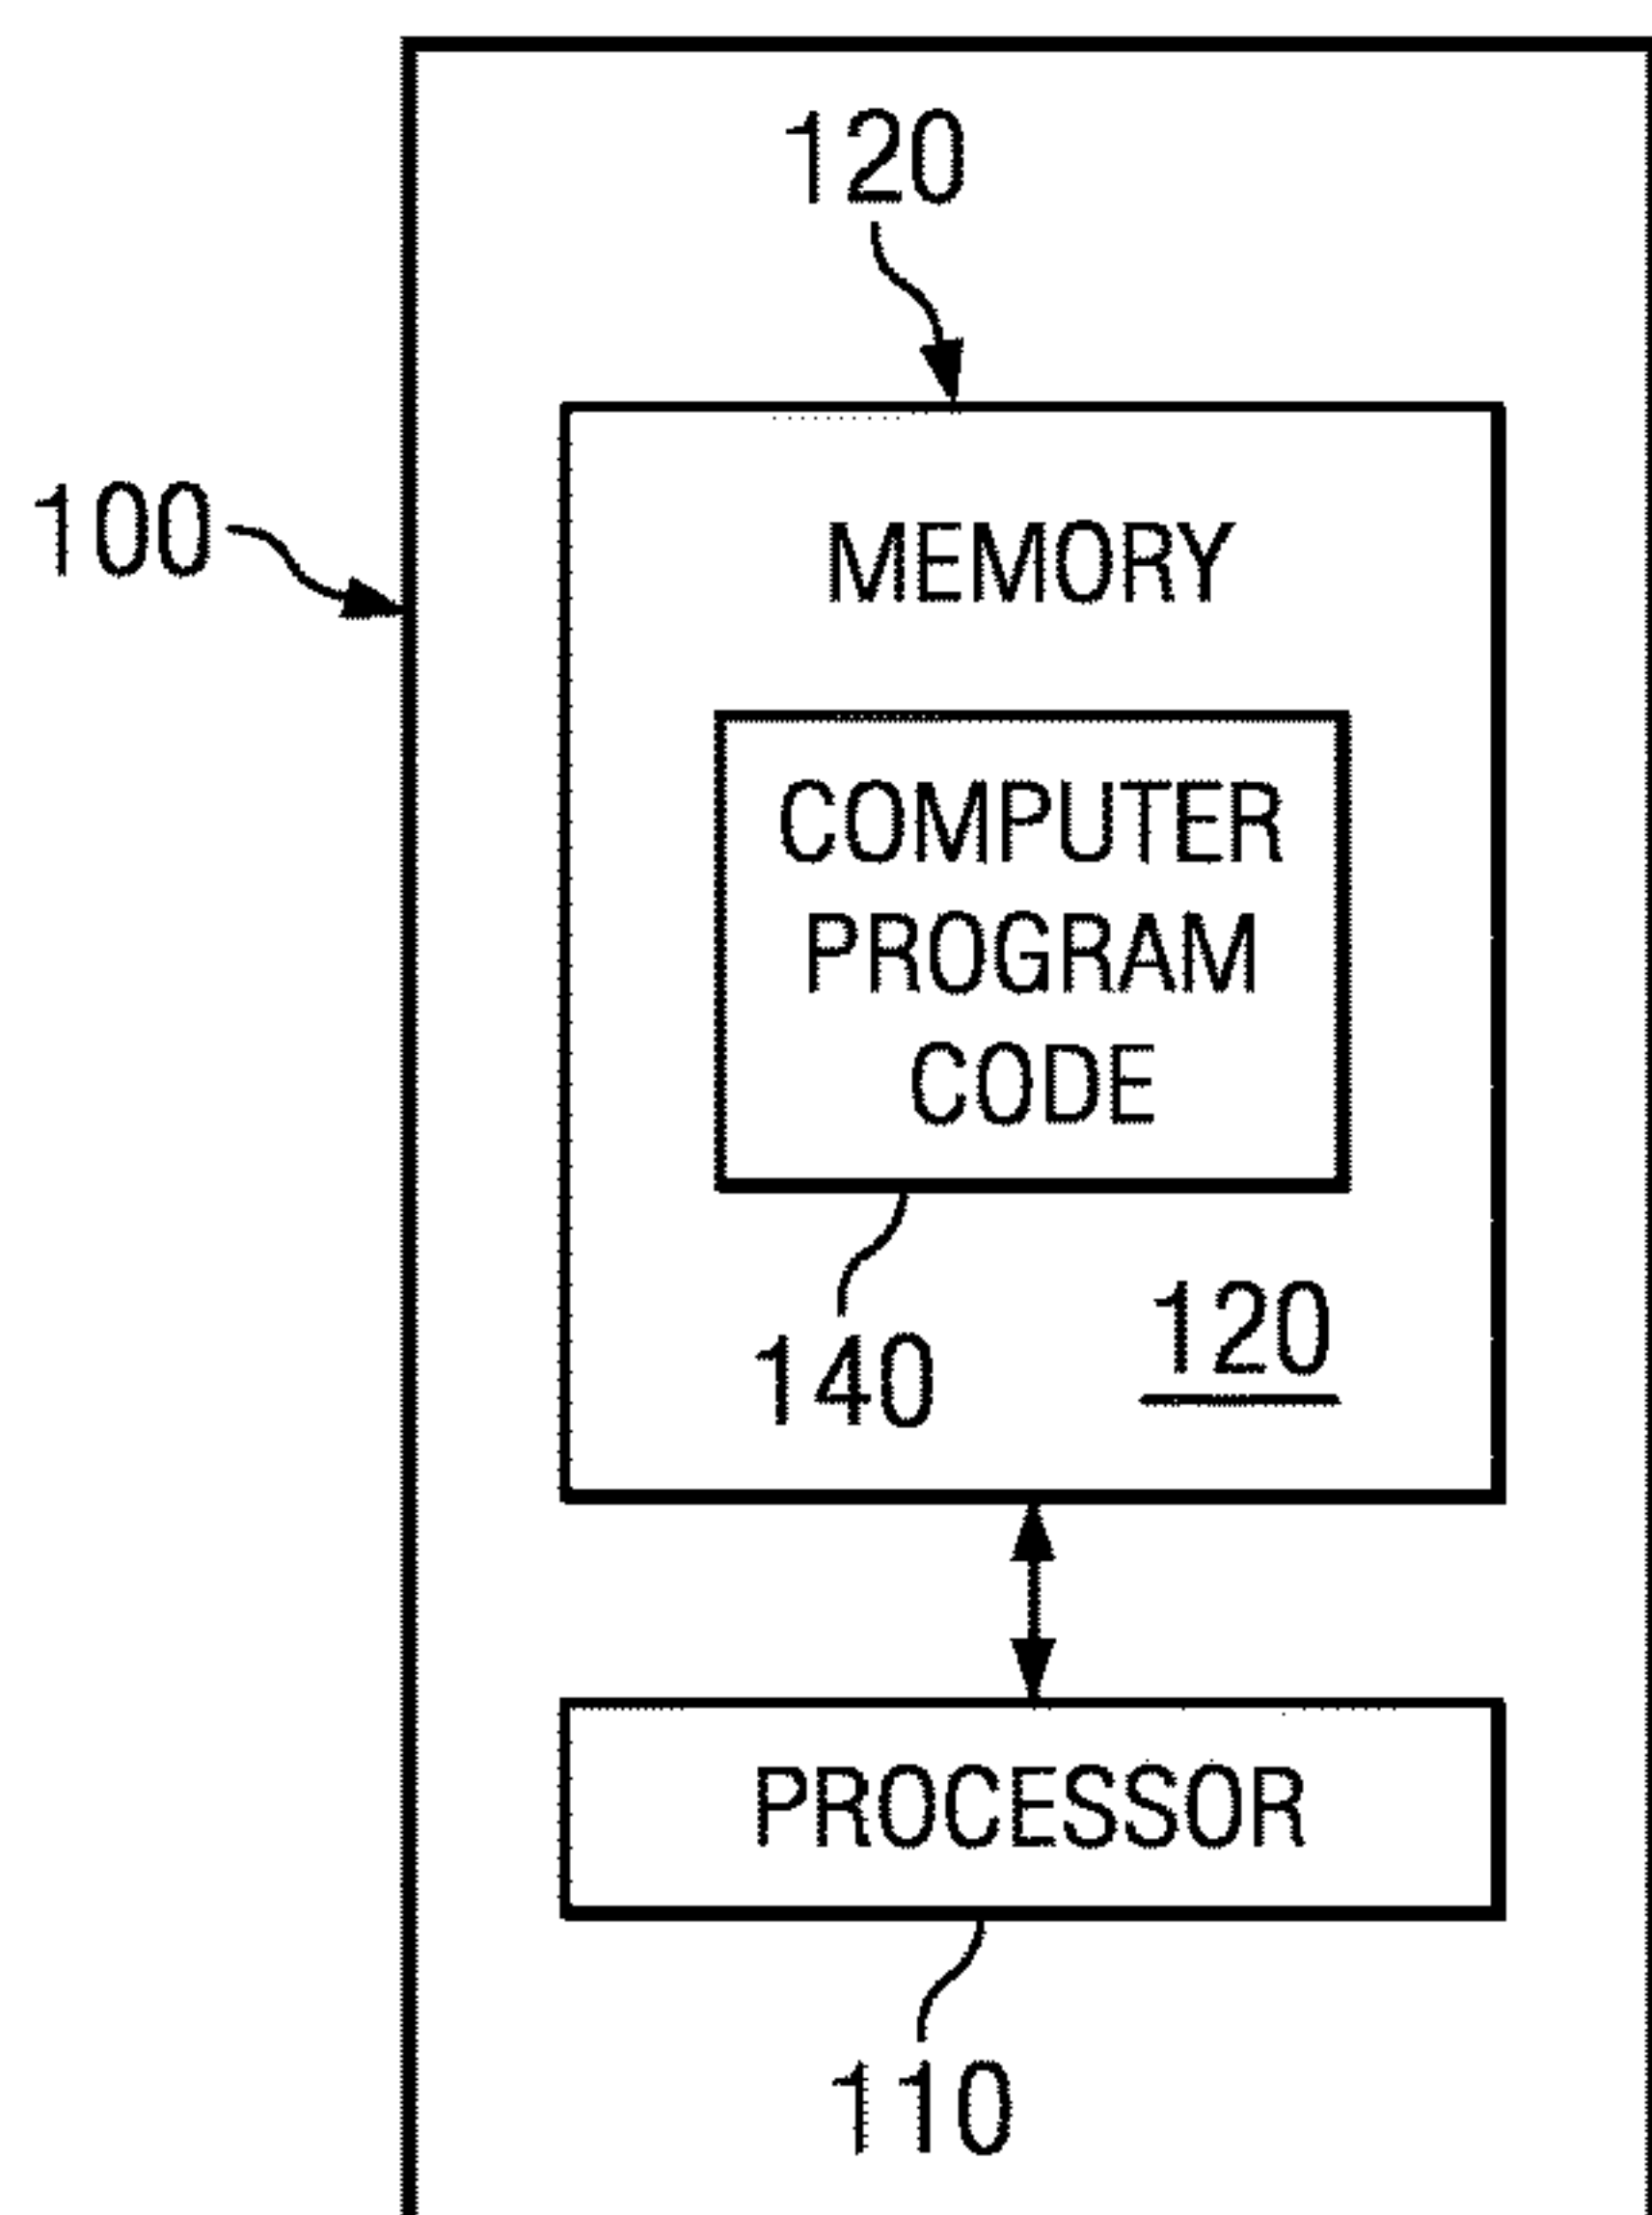 120
100
MEMORY
COMPUTER
PROGRAM
CODE
120
140
PROCESSOR
110